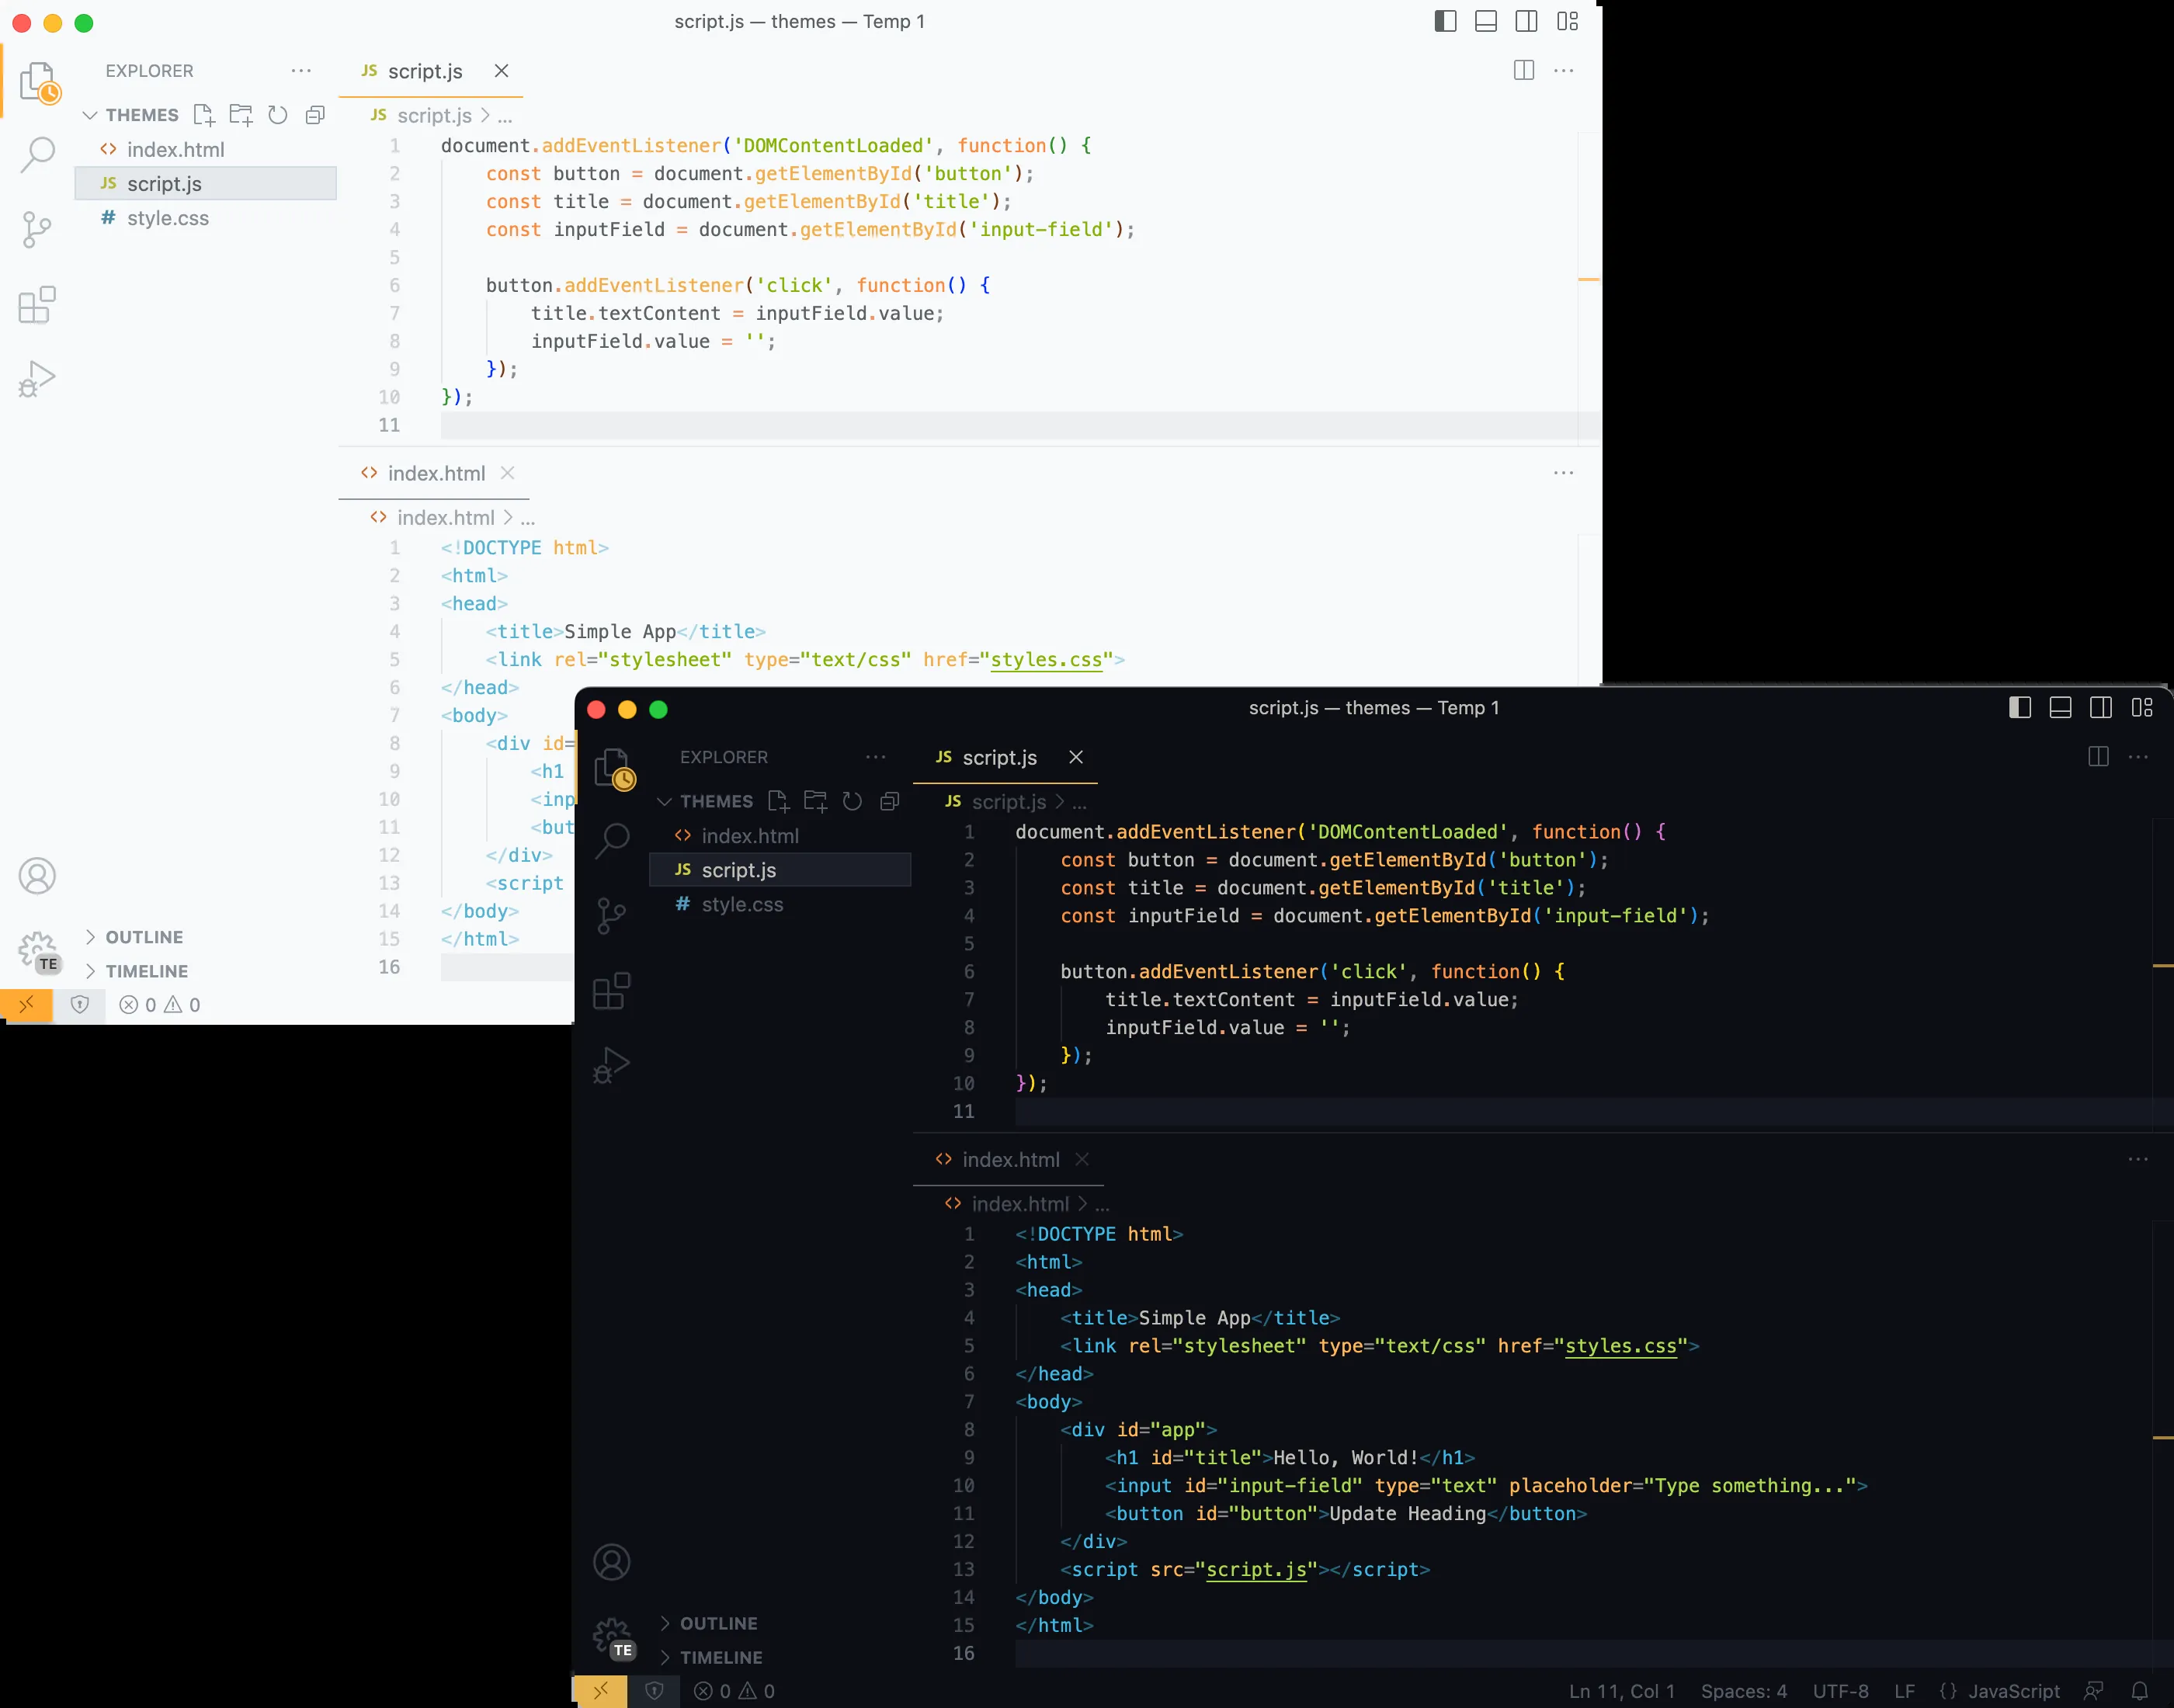 script.js — themes — Temp 1
EXPLORER
THEMES
index.html
JS script.js
# style.css
OUTLINE
TIMELINE
TE
0 0
JS script.js
JS script.js > ...
1 document.addEventListener('DOMContentLoaded', function() {
2 const button = document.getElementById('button');
3 const title = document.getElementById('title');
4 const inputField = document.getElementById('input-field');
5
6 button.addEventListener('click', function() {
7 title.textContent = inputField.value;
8 inputField.value = '';
9 });
10 });
11
index.html
index.html > ...
1 <!DOCTYPE html>
2 <html>
3 <head>
4 <title>Simple App</title>
5 <link rel="stylesheet" type="text/css" href="styles.css">
6 </head>
7 <body>
8 <div id=
9 <h1
10 <inp
11 <but
12 </div>
13 <script
14 </body>
15 </html>
16
script.js — themes — Temp 1
EXPLORER
THEMES
index.html
JS script.js
# style.css
OUTLINE
TIMELINE
TE
JS script.js
JS script.js > ...
1 document.addEventListener('DOMContentLoaded', function() {
2 const button = document.getElementById('button');
3 const title = document.getElementById('title');
4 const inputField = document.getElementById('input-field');
5
6 button.addEventListener('click', function() {
7 title.textContent = inputField.value;
8 inputField.value = '';
9 });
10 });
11
index.html
index.html > ...
1 <!DOCTYPE html>
2 <html>
3 <head>
4 <title>Simple App</title>
5 <link rel="stylesheet" type="text/css" href="styles.css">
6 </head>
7 <body>
8 <div id="app">
9 <h1 id="title">Hello, World!</h1>
10 <input id="input-field" type="text" placeholder="Type something...">
11 <button id="button">Update Heading</button>
12 </div>
13 <script src="script.js"></script>
14 </body>
15 </html>
16
0 0 Ln 11, Col 1 Spaces: 4 UTF-8 LF {} JavaScript